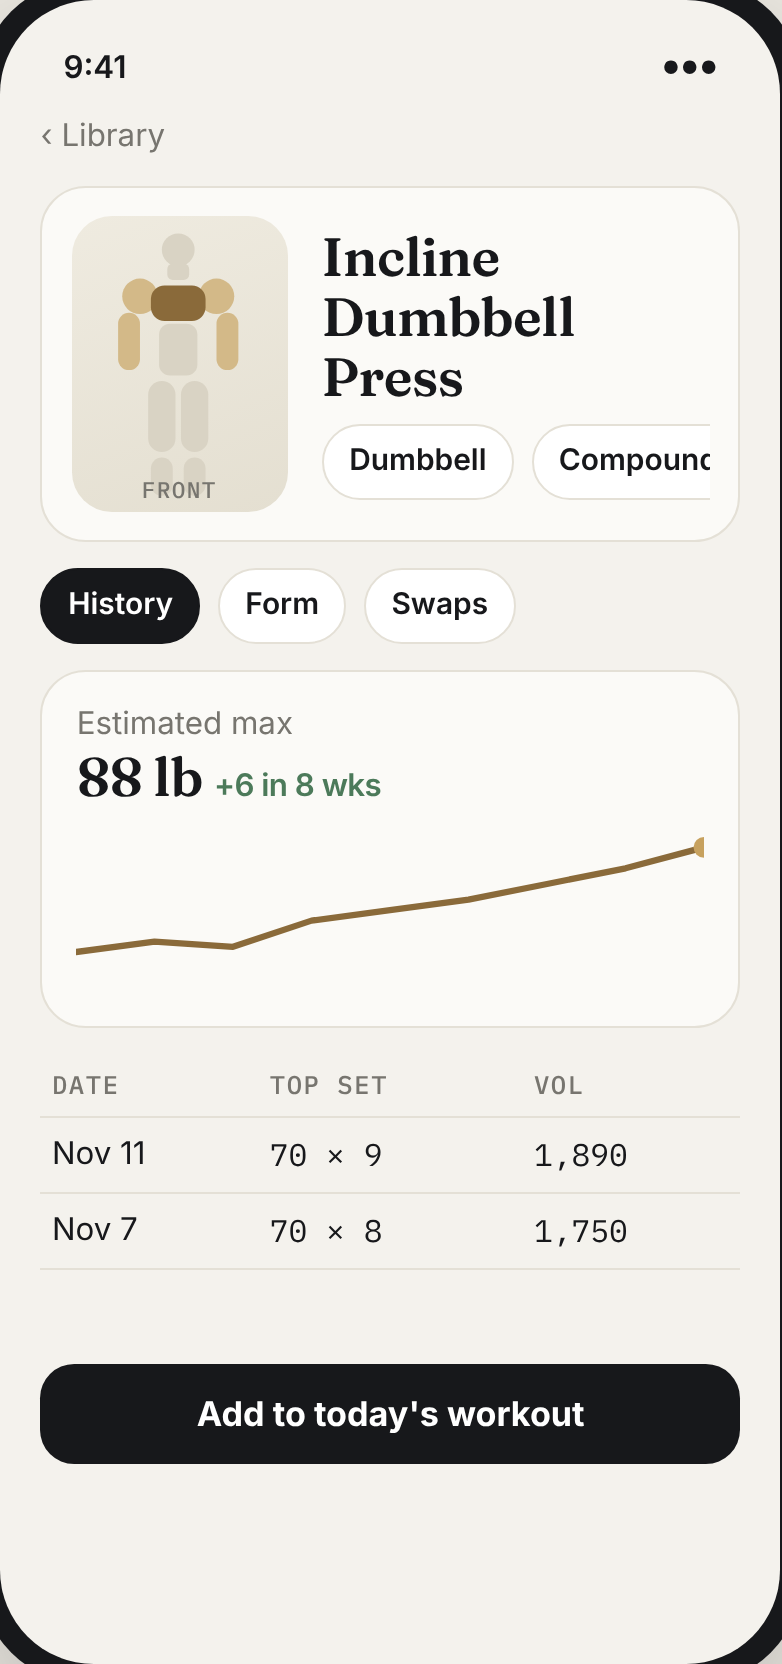 9:41
‹ Library
Incline
Dumbbell
Press
Dumbbell Compound
FRONT
History Form Swaps
Estimated max
88 lb +6 in 8 wks
DATE TOP SET VOL
Nov 11 70 × 9 1,890
Nov 7 70 × 8 1,750
Add to today's workout